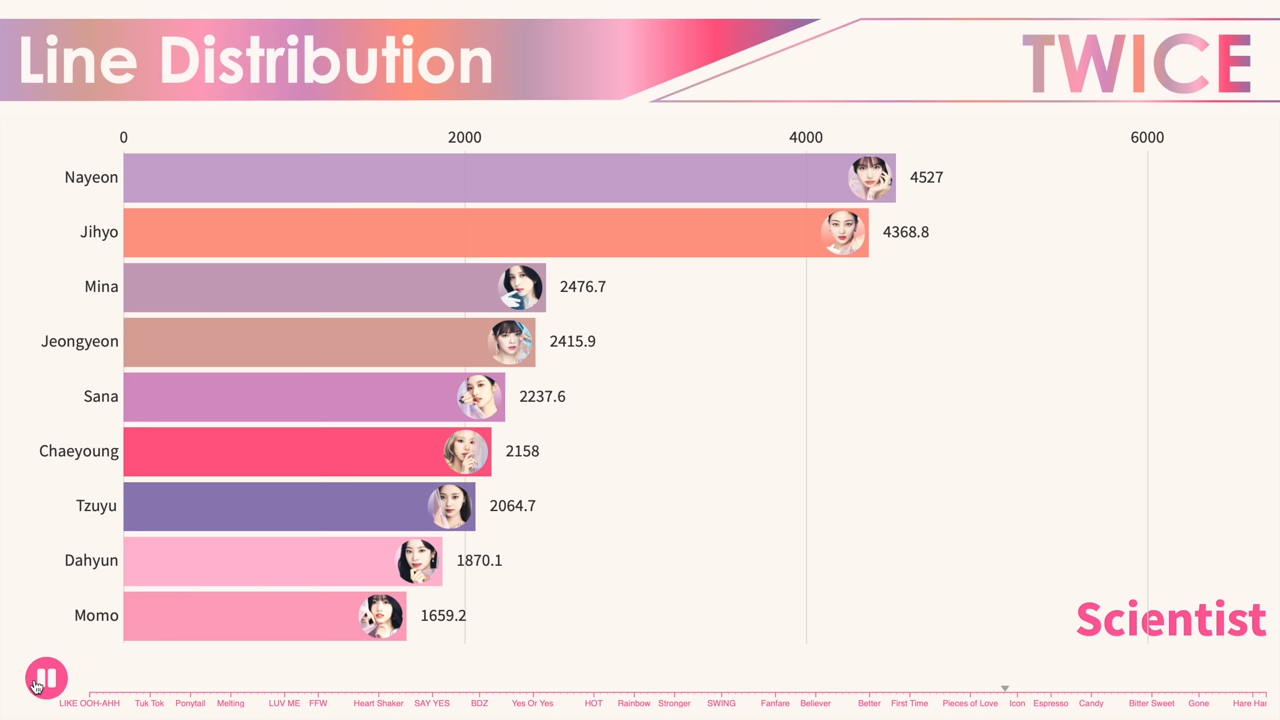 Line Distribution
TWICE
0 2000 4000 6000
Nayeon 4527
Jihyo 4368.8
Mina 2476.7
Jeongyeon 2415.9
Sana 2237.6
Chaeyoung 2158
Tzuyu 2064.7
Dahyun 1870.1
Momo 1659.2
Scientist
LIKE OOH-AHH Tuk Tok Ponytail Melting LUV ME FFW Heart Shaker SAY YES BDZ Yes Or Yes HOT Rainbow Stronger SWING Fanfare Believer Better First Time Pieces of Love Icon Espresso Candy Bitter Sweet Gone Hare Har